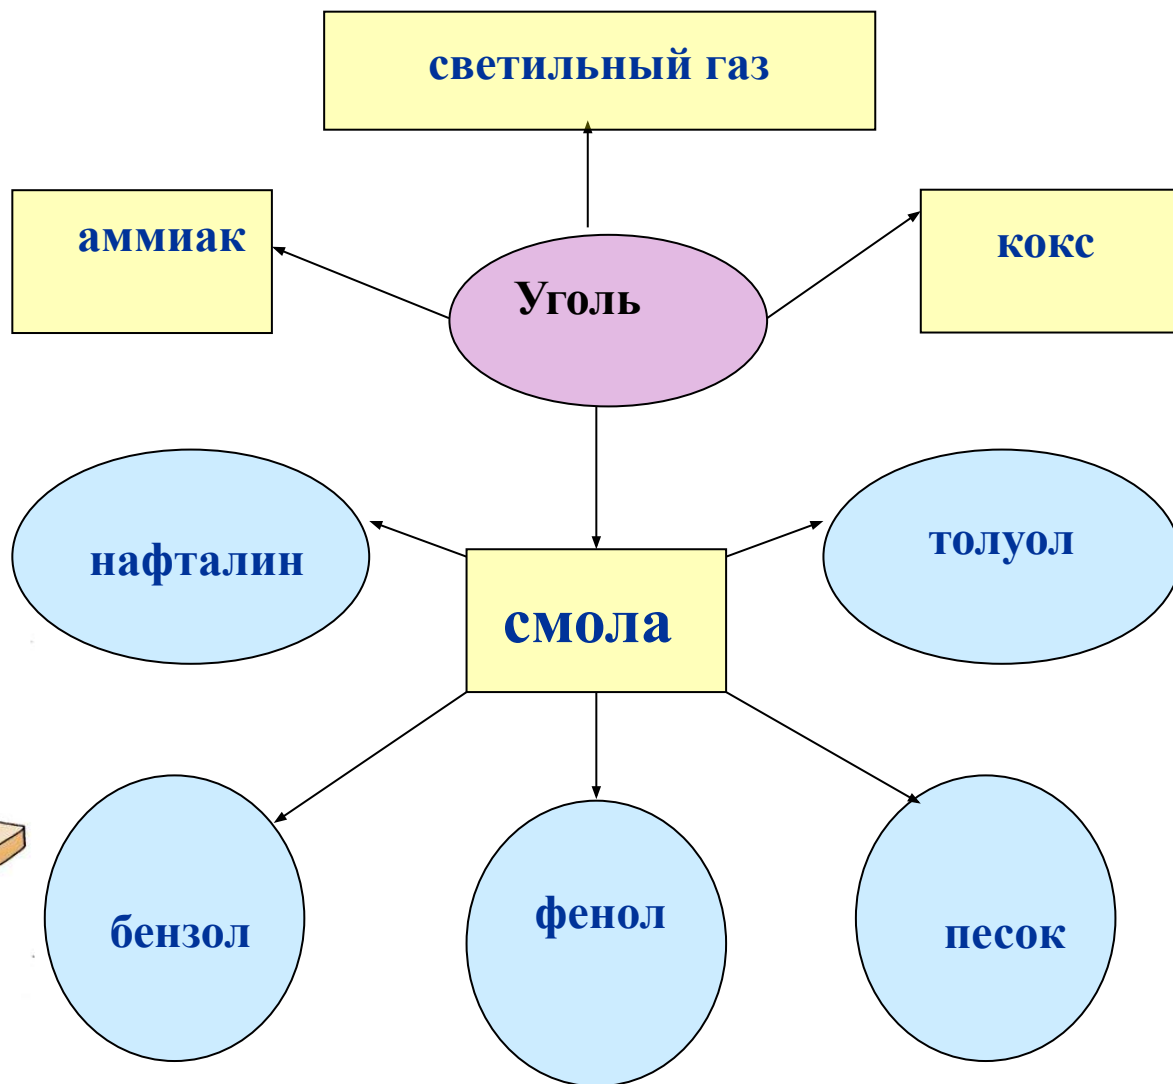 светильный газ
аммиак
кокс
Уголь
нафталин
толуол
смола
бензол
фенол
песок